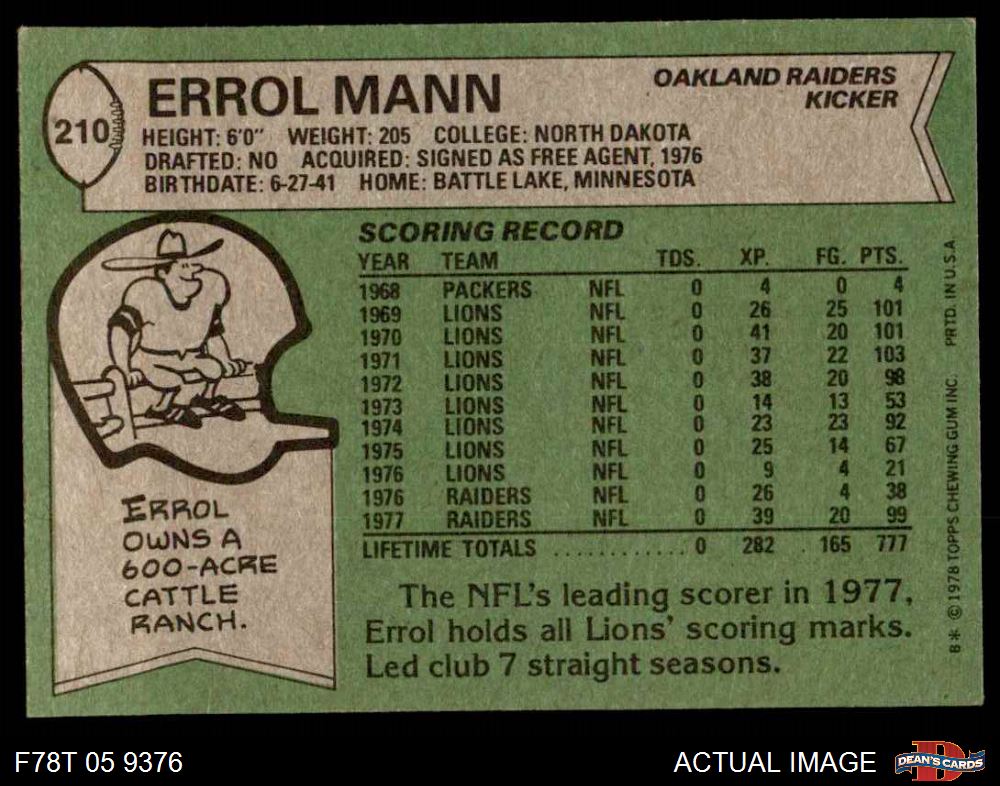 210
ERROL MANN
OAKLAND RAIDERS
KICKER
HEIGHT: 6'0" WEIGHT: 205 COLLEGE: NORTH DAKOTA
DRAFTED: NO ACQUIRED: SIGNED AS FREE AGENT, 1976
BIRTHDATE: 6-27-41 HOME: BATTLE LAKE, MINNESOTA
SCORING RECORD
YEAR TEAM TDS. XP. FG. PTS.
1968 PACKERS NFL 0 4 0 4
1969 LIONS NFL 0 26 25 101
1970 LIONS NFL 0 41 20 101
1971 LIONS NFL 0 37 22 103
1972 LIONS NFL 0 38 20 98
1973 LIONS NFL 0 14 13 53
1974 LIONS NFL 0 23 23 92
1975 LIONS NFL 0 25 14 67
1976 LIONS NFL 0 9 4 21
1976 RAIDERS NFL 0 26 4 38
1977 RAIDERS NFL 0 39 20 99
LIFETIME TOTALS ............ 0 282 165 777
ERROL
OWNS A
600-ACRE
CATTLE
RANCH.
The NFL's leading scorer in 1977,
Errol holds all Lions' scoring marks.
Led club 7 straight seasons.
8* © 1978 TOPPS CHEWING GUM INC. PRTD. IN U.S.A.
F78T 05 9376
ACTUAL IMAGE
D
DEAN'S CARDS